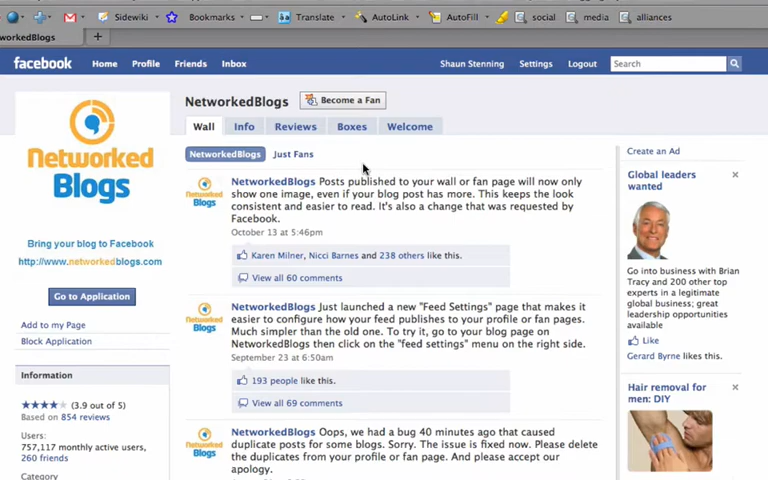 Sidewiki
Bookmarks
Translate
AutoLink
AutoFill
social
media
alliances
workedBlogs
facebook
Home
Profile
Friends
Inbox
Shaun Stenning
Settings
Logout
Search
NetworkedBlogs
Become a Fan
Wall
Info
Reviews
Boxes
Welcome
NetworkedBlogs
Just Fans
Networked
Blogs
Bring your blog to Facebook
http://www.networkedblogs.com
Go to Application
Add to my Page
Block Application
Information
(3.9 out of 5)
Based on 854 reviews
Users:
757,117 monthly active users,
260 friends
Category
NetworkedBlogs Posts published to your wall or fan page will now only
show one image, even if your blog post has more. This keeps the look
consistent and easier to read. It's also a change that was requested by
Facebook.
October 13 at 5:46pm
Karen Milner, Nicci Barnes and 238 others like this.
View all 60 comments
NetworkedBlogs Just launched a new "Feed Settings" page that makes it
easier to configure how your feed publishes to your profile or fan pages.
Much simpler than the old one. To try it, go to your blog page on
NetworkedBlogs then click on the "feed settings" menu on the right side.
September 23 at 6:50am
193 people like this.
View all 69 comments
NetworkedBlogs Oops, we had a bug 40 minutes ago that caused
duplicate posts for some blogs. Sorry. The issue is fixed now. Please delete
the duplicates from your profile or fan page. And please accept our
apology.
Create an Ad
Global leaders
wanted
Go into business with Brian
Tracy and 200 other top
experts in a legitimate
global business; great
leadership opportunities
available
Like
Gerard Byrne likes this.
Hair removal for
men: DIY